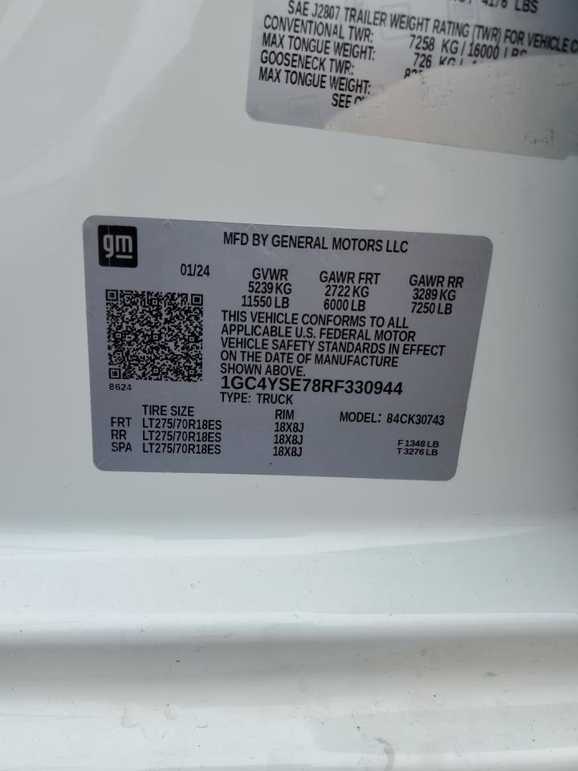 4178 LBS
SAE J2807 TRAILER WEIGHT RATING (TWR) FOR VEHICLE
CONVENTIONAL TWR: 7258 KG/16000
MAX TONGUE WEIGHT: 726 KG
GOOSENECK TWR:
MAX TONGUE WEIGHT:
SEE
gm
MFD BY GENERAL MOTORS LLC
01/24 GVWR GAWR FRT GAWR RR
5239 KG 2722 KG 3289 KG
11550 LB 6000 LB 7250 LB
THIS VEHICLE CONFORMS TO ALL
APPLICABLE U.S. FEDERAL MOTOR
VEHICLE SAFETY STANDARDS IN EFFECT
ON THE DATE OF MANUFACTURE
SHOWN ABOVE.
8624
1GC4YSE78RF330944
TYPE: TRUCK
TIRE SIZE RIM MODEL: 84CK30743
FRT LT275/70R18ES 18X8J
RR LT275/70R18ES 18X8J F 1348 LB
SPA LT275/70R18ES 18X8J T 3276 LB